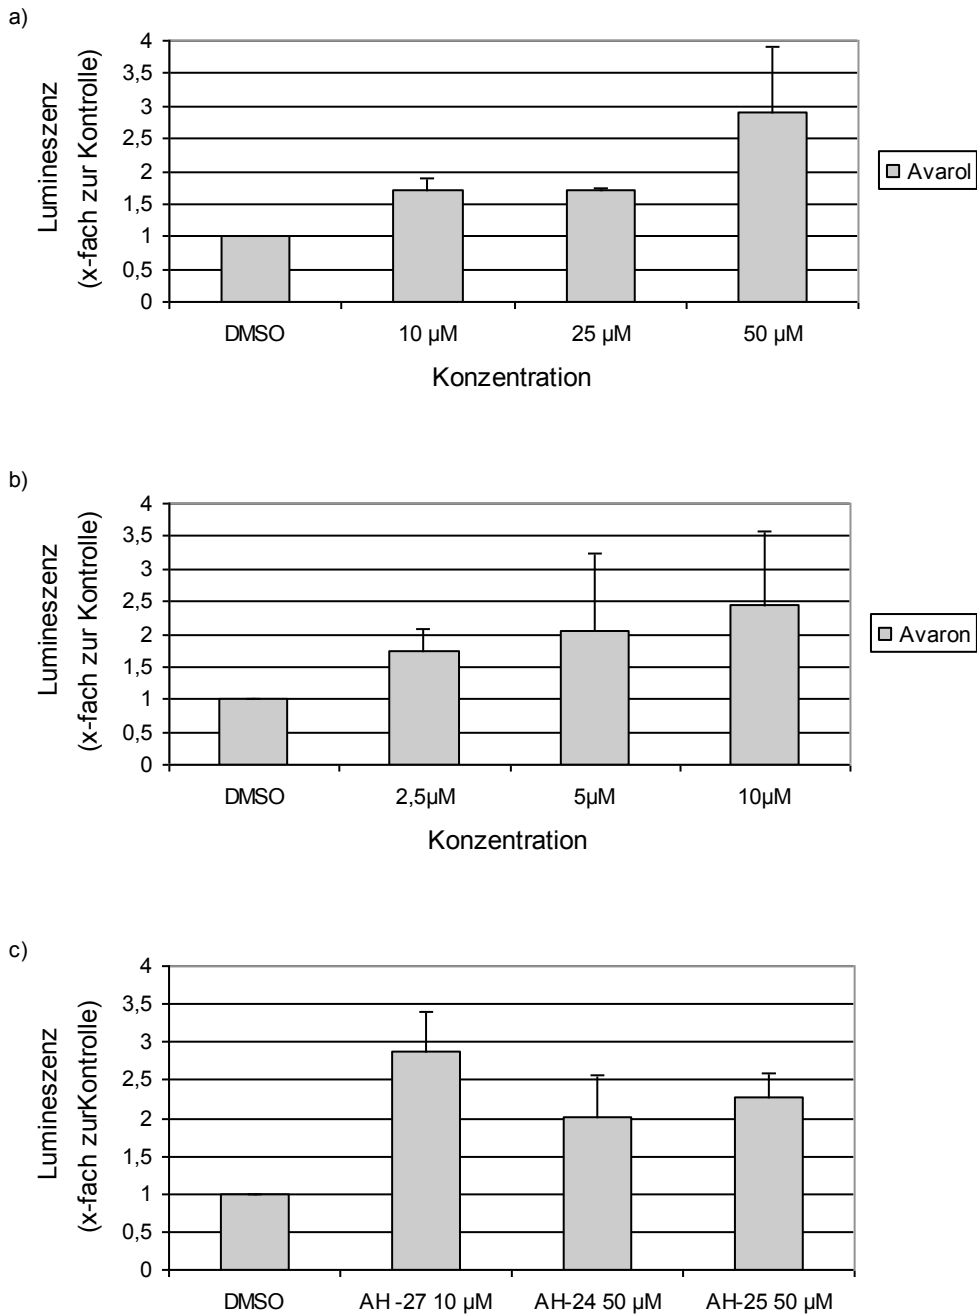 a)
Lumineszenz
(x-fach zur Kontrolle)
4
3,5
3
2,5
2
1,5
1
0,5
0
DMSO 10 µM 25 µM 50 µM
Konzentration
Avarol
b)
Lumineszenz
(x-fach zur Kontrolle)
4
3,5
3
2,5
2
1,5
1
0,5
0
DMSO 2,5µM 5µM 10µM
Konzentration
Avaron
c)
Lumineszenz
(x-fach zurKontrolle)
4
3,5
3
2,5
2
1,5
1
0,5
0
DMSO AH -27 10 µM AH-24 50 µM AH-25 50 µM